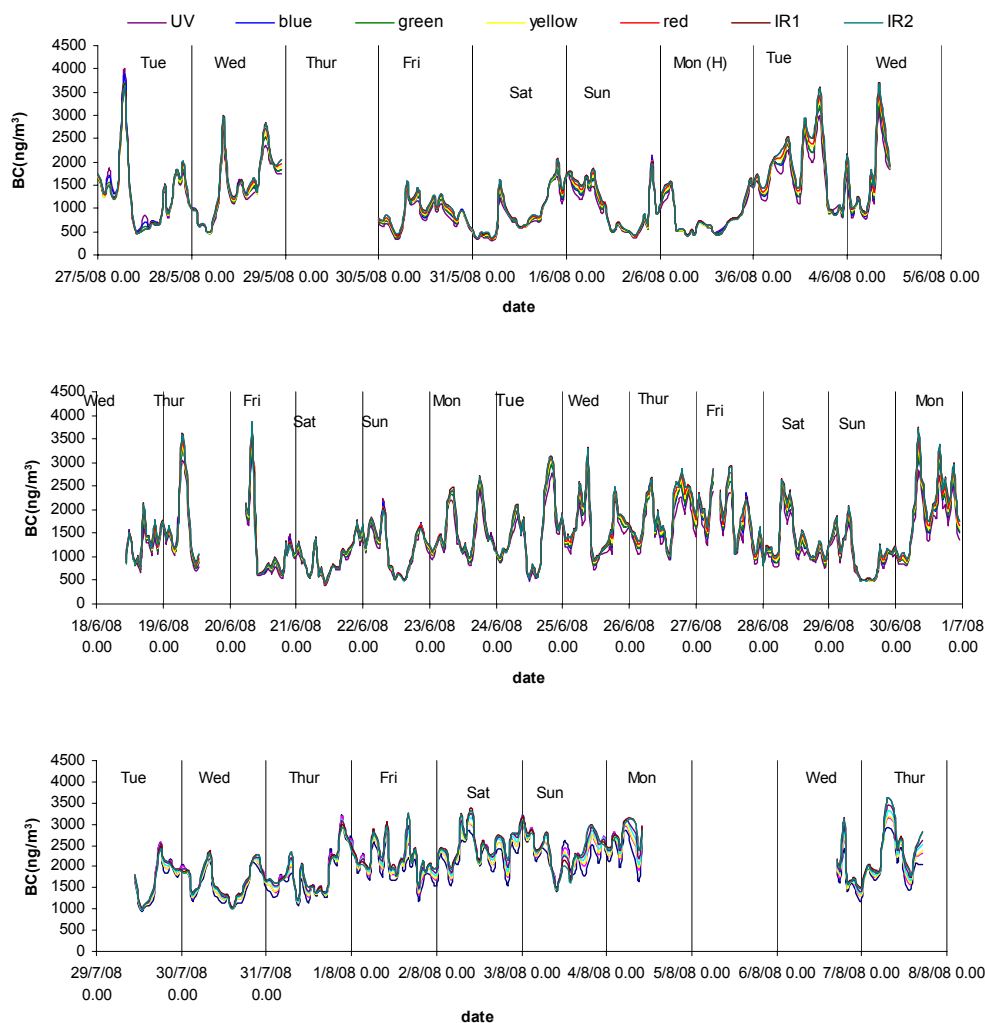 UV blue green yellow red IR1 IR2
4500
4000
3500
3000
2500
2000
1500
1000
500
0
BC(ng/m³)
Tue Wed Thur Fri Sat Sun Mon (H) Tue Wed
27/5/08 0.00 28/5/08 0.00 29/5/08 0.00 30/5/08 0.00 31/5/08 0.00 1/6/08 0.00 2/6/08 0.00 3/6/08 0.00 4/6/08 0.00 5/6/08 0.00
date
4500
4000
3500
3000
2500
2000
1500
1000
500
0
BC(ng/m³)
Wed Thur Fri Sat Sun Mon Tue Wed Thur Fri Sat Sun Mon
18/6/08 19/6/08 20/6/08 21/6/08 22/6/08 23/6/08 24/6/08 25/6/08 26/6/08 27/6/08 28/6/08 29/6/08 30/6/08 1/7/08
0.00 0.00 0.00 0.00 0.00 0.00 0.00 0.00 0.00 0.00 0.00 0.00 0.00 0.00
date
4500
4000
3500
3000
2500
2000
1500
1000
500
0
BC(ng/m³)
Tue Wed Thur Fri Sat Sun Mon Wed Thur
29/7/08 30/7/08 31/7/08 1/8/08 0.00 2/8/08 0.00 3/8/08 0.00 4/8/08 0.00 5/8/08 0.00 6/8/08 0.00 7/8/08 0.00 8/8/08 0.00
0.00 0.00 0.00
date